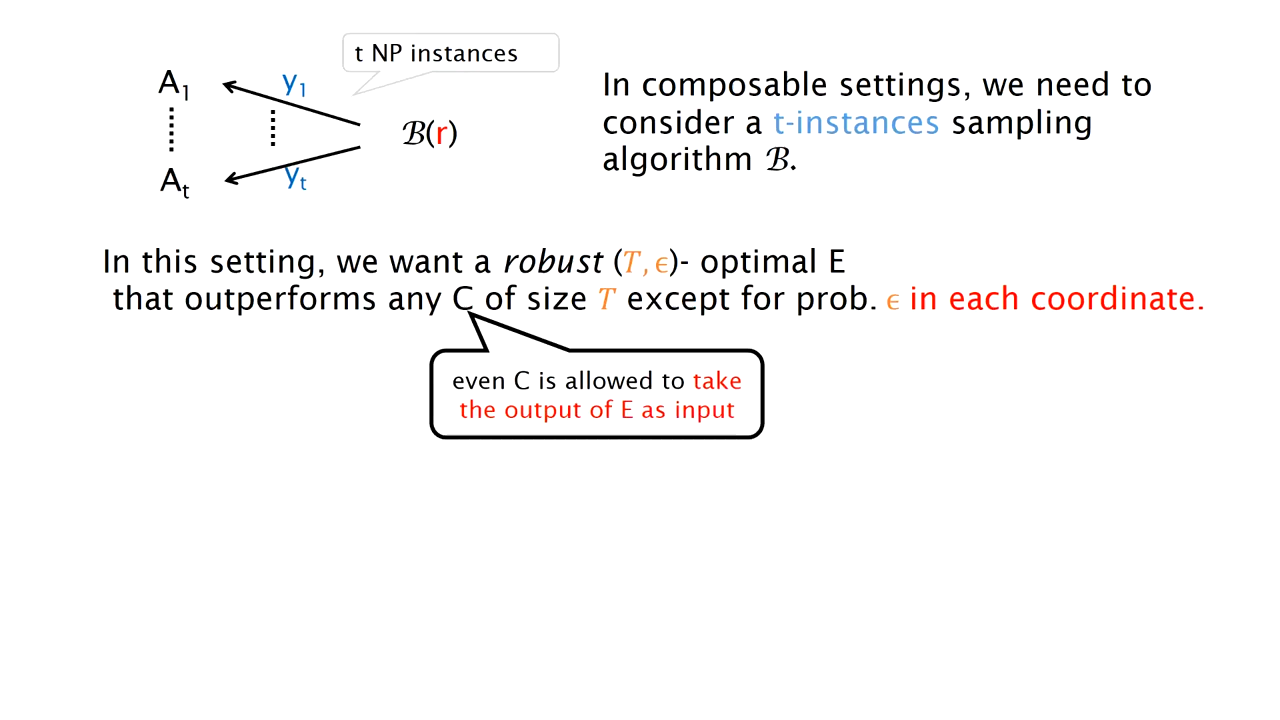 t NP instances
A1
y1
ℬ(r)
At
yt
In composable settings, we need to
consider a t-instances sampling
algorithm ℬ.
In this setting, we want a robust (T, ϵ)- optimal E
that outperforms any C of size T except for prob. ϵ in each coordinate.
even C is allowed to take
the output of E as input